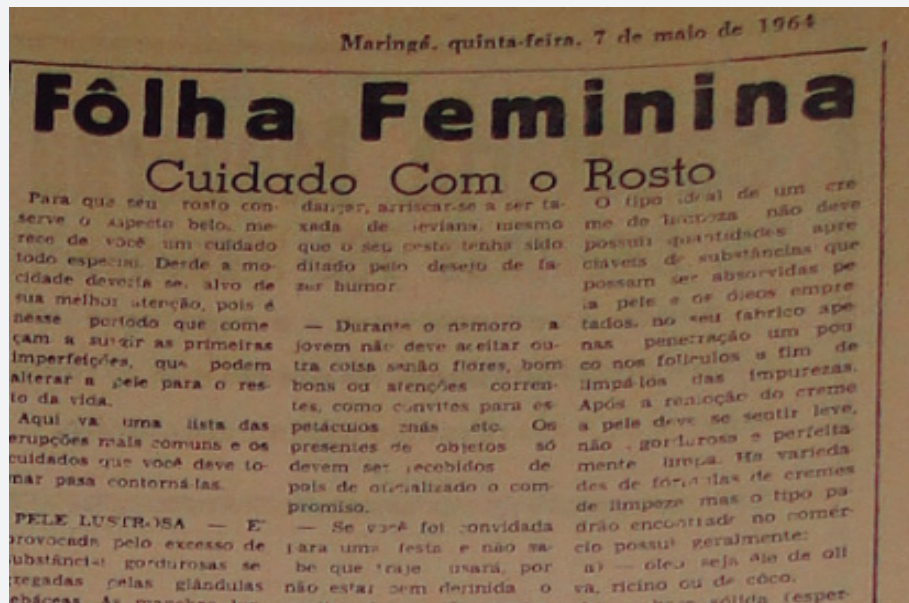 Maringá, quinta-feira, 7 de maio de 1964
Fôlha Feminina
Cuidado Com o Rosto
Para que seu rosto con-
serve o aspecto belo, me-
rece de você um cuidado
todo especial. Desde a mo-
cidade deveria ser alvo de
sua melhor atenção, pois é
nesse período que come
çam a surgir as primeiras
imperfeições, que podem
alterar a pele para o res-
to da vida.
Aqui va uma lista das
erupções mais comuns e os
cuidados que você deve to-
mar pasa contorná-las.
PELE LUSTROSA — E'
provocada pelo excesso de
substâncias gordurosas se
gregadas pelas glândulas
sebáceas. As manchas
dançar, arriscar-se a ser ta-
xada de leviana, mesmo
que o seu gesto tenha sido
ditado pelo desejo de fa-
zer humor.
— Durante o namoro a
jovem não deve aceitar ou-
tra coisa senão flores, bom
bons ou atenções corren-
tes, como convites para es-
petáculos chás etc. Os
presentes de objetos só
devem ser recebidos de
pois de oficializado o com-
promiso.
— Se você foi convidada
para uma festa e não sa-
be que traje usará, por
não estar bem definida o
O tipo ideal de um cre
me de limpeza não deve
possuir quantidades apre
ciáveis de substâncias que
possam ser absorvidas pe
la pele e os óleos empre
tados, no seu fabrico ape
nas penetração um pou
co nos folículos a fim de
limpá-los das impurezas.
Após a remoção do creme
a pele deve se sentir leve,
não gordurosa e perfeita-
mente limpa. Ha varieda
des de fórmulas de cremes
de limpeza mas o tipo pa-
drão encontrado no comér-
cio possui geralmente:
a) — oleo seja ele de oli
va, ricino ou de côco.
sólida (esper-